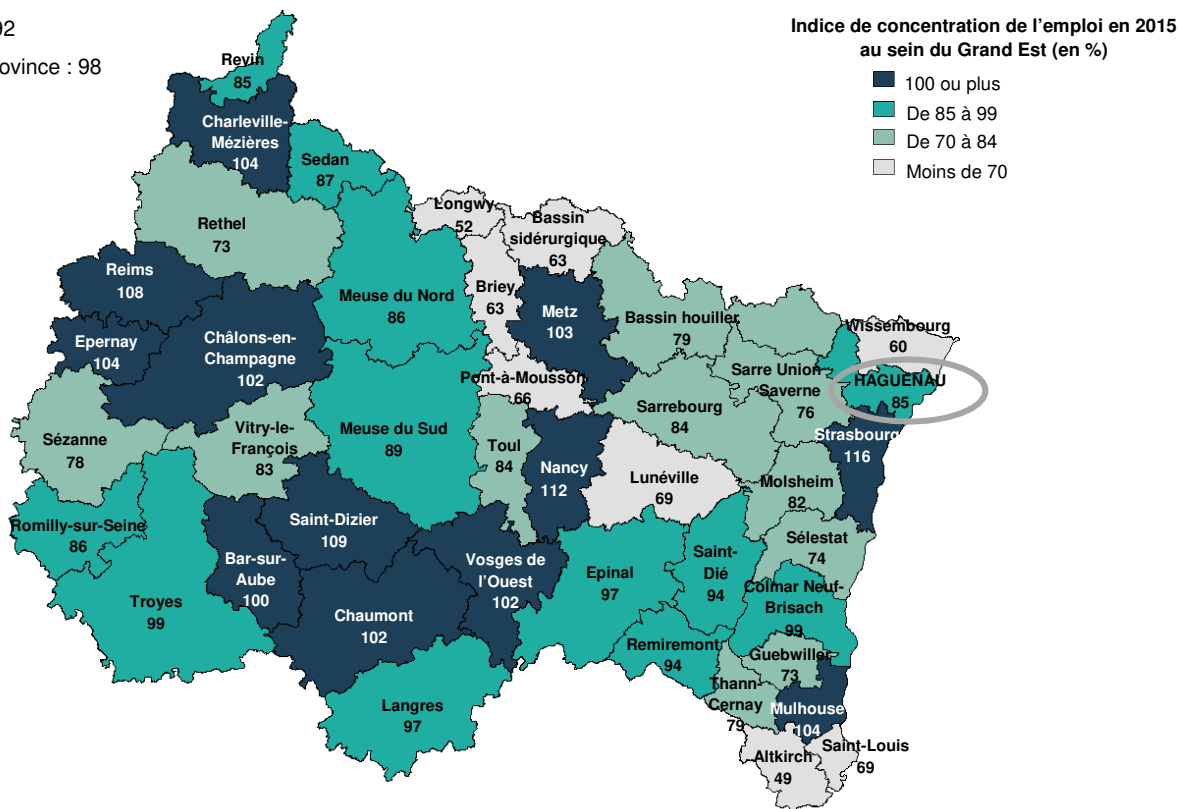 92
ovince : 98
Indice de concentration de l'emploi en 2015
au sein du Grand Est (en %)
100 ou plus
De 85 à 99
De 70 à 84
Moins de 70
Revin
85
Charleville-
Mézières
104
Sedan
87
Rethel
73
Longwy
52
Bassin
sidérurgique
63
Reims
108
Meuse du Nord
86
Briey
63
Metz
103
Bassin houiller
79
Wissembourg
60
Epernay
104
Châlons-en-
Champagne
102
Pont-à-Mousson
66
Sarre Union
Saverne
76
HAGUENAU
85
Sarrebourg
84
Sézanne
78
Vitry-le-
François
83
Meuse du Sud
89
Toul
84
Nancy
112
Lunéville
69
Strasbourg
116
Molsheim
82
Romilly-sur-Seine
86
Saint-Dizier
109
Sélestat
74
Bar-sur-
Aube
100
Vosges de
l'Ouest
102
Epinal
97
Saint-
Dié
94
Colmar Neuf-
Brisach
99
Troyes
99
Chaumont
102
Remiremont
94
Guebwiller
73
Thann-
Cernay
79
Langres
97
Mulhouse
104
Altkirch
49
Saint-Louis
69